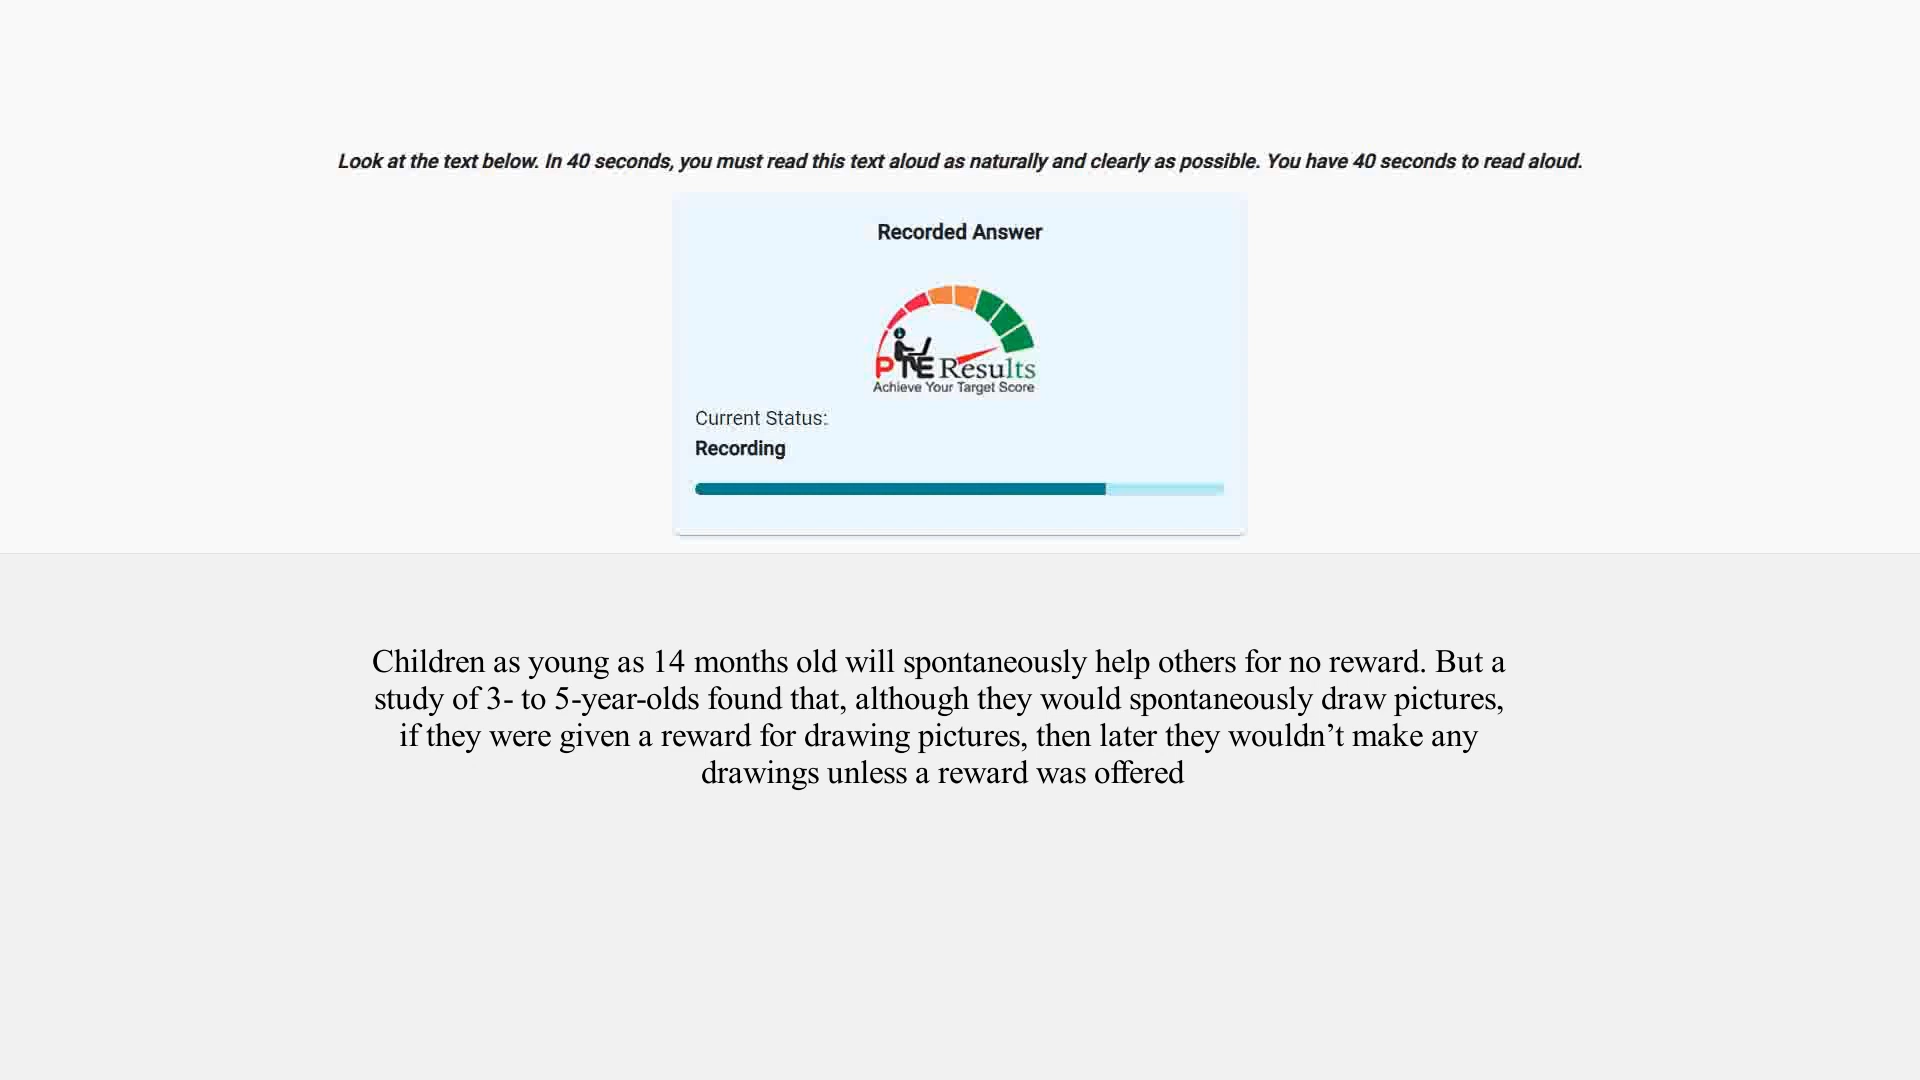 Look at the text below. In 40 seconds, you must read this text aloud as naturally and clearly as possible. You have 40 seconds to read aloud.
Recorded Answer
PTE Results
Achieve Your Target Score
Current Status:
Recording
Children as young as 14 months old will spontaneously help others for no reward. But a
study of 3- to 5-year-olds found that, although they would spontaneously draw pictures,
if they were given a reward for drawing pictures, then later they wouldn’t make any
drawings unless a reward was offered